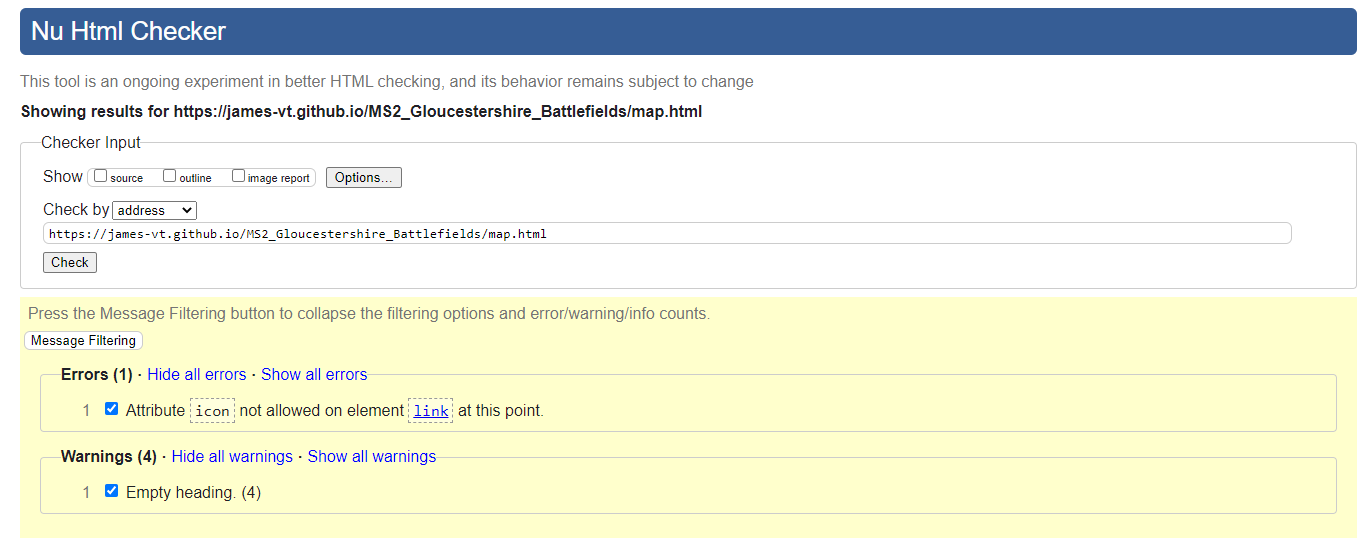 Nu Html Checker
This tool is an ongoing experiment in better HTML checking, and its behavior remains subject to change
Showing results for https://james-vt.github.io/MS2_Gloucestershire_Battlefields/map.html
Checker Input
Show source outline image report Options...
Check by address
https://james-vt.github.io/MS2_Gloucestershire_Battlefields/map.html
Check
Press the Message Filtering button to collapse the filtering options and error/warning/info counts.
Message Filtering
Errors (1) · Hide all errors · Show all errors
1 Attribute icon not allowed on element link at this point.
Warnings (4) · Hide all warnings · Show all warnings
1 Empty heading. (4)